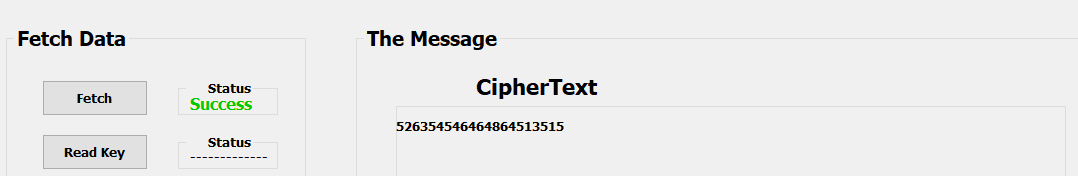 Fetch Data
Fetch
Status
Success
Read Key
Status
-------------
The Message
CipherText
526354546464864513515